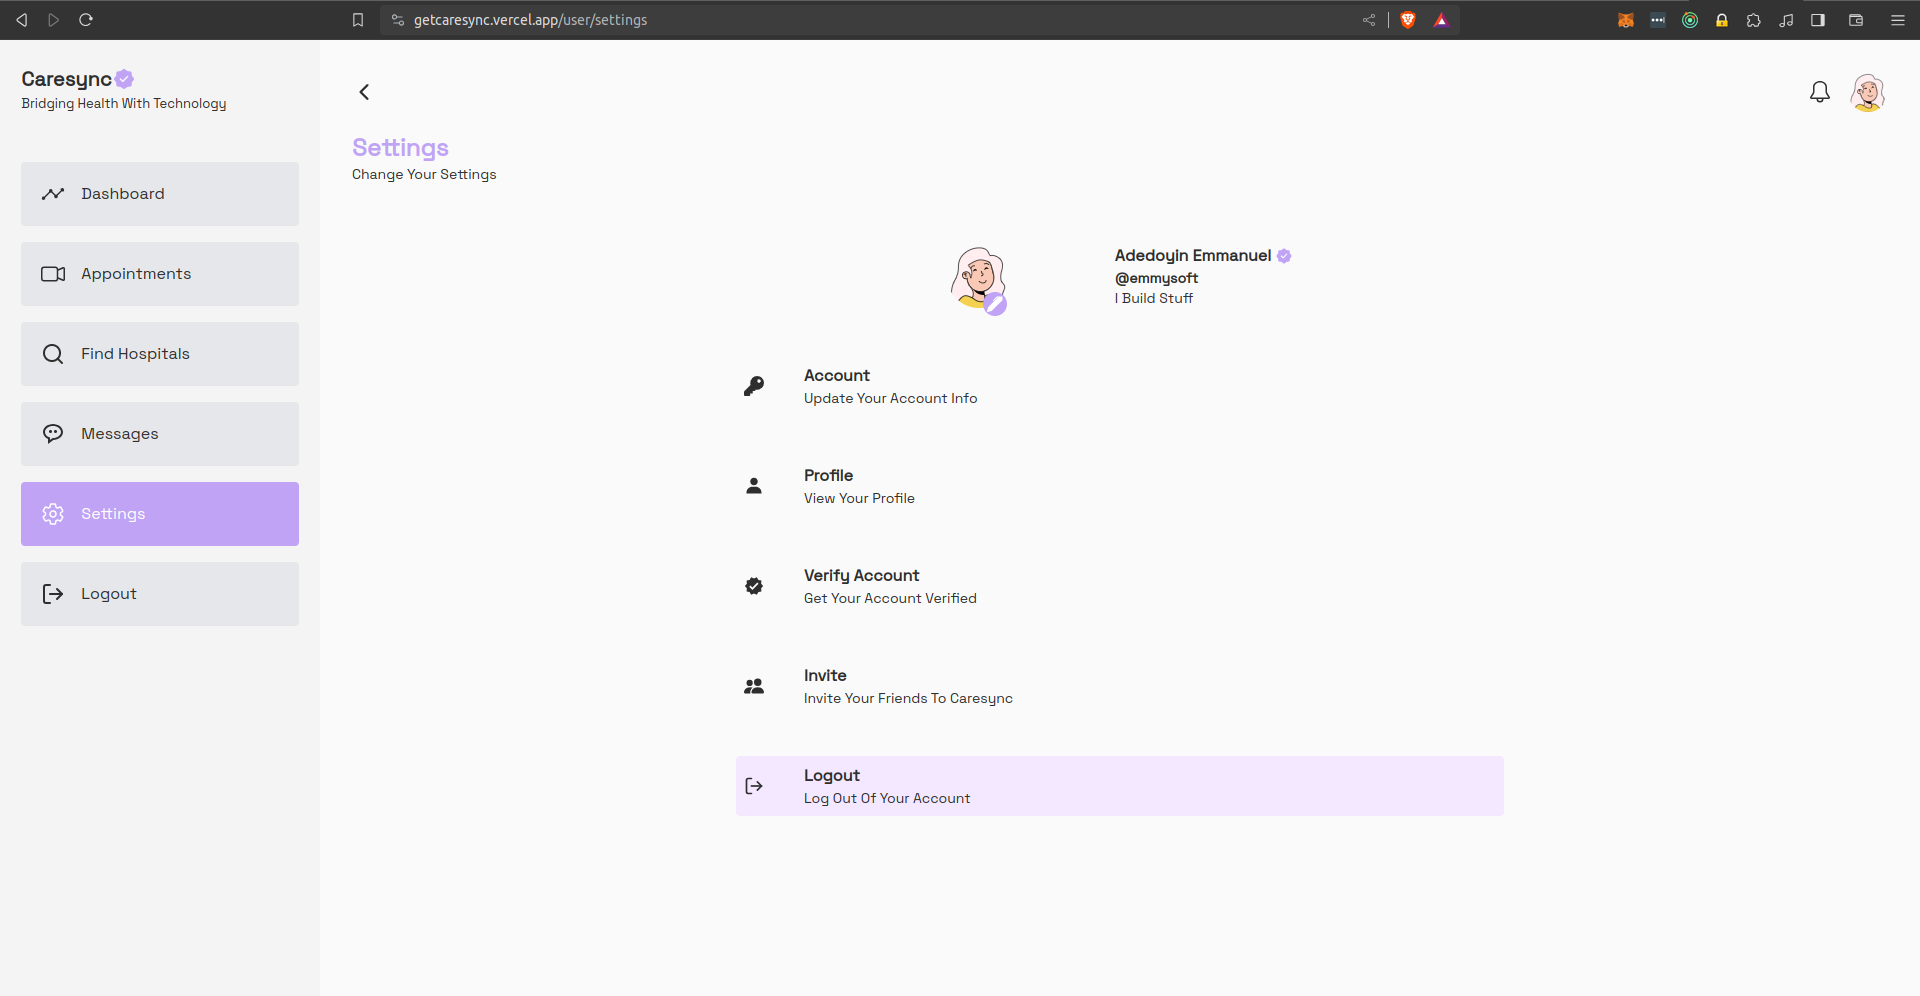 getcaresync.vercel.app/user/settings
Caresync
Bridging Health With Technology
Dashboard
Appointments
Find Hospitals
Messages
Settings
Logout
Settings
Change Your Settings
Adedoyin Emmanuel
@emmysoft
I Build Stuff
Account
Update Your Account Info
Profile
View Your Profile
Verify Account
Get Your Account Verified
Invite
Invite Your Friends To Caresync
Logout
Log Out Of Your Account